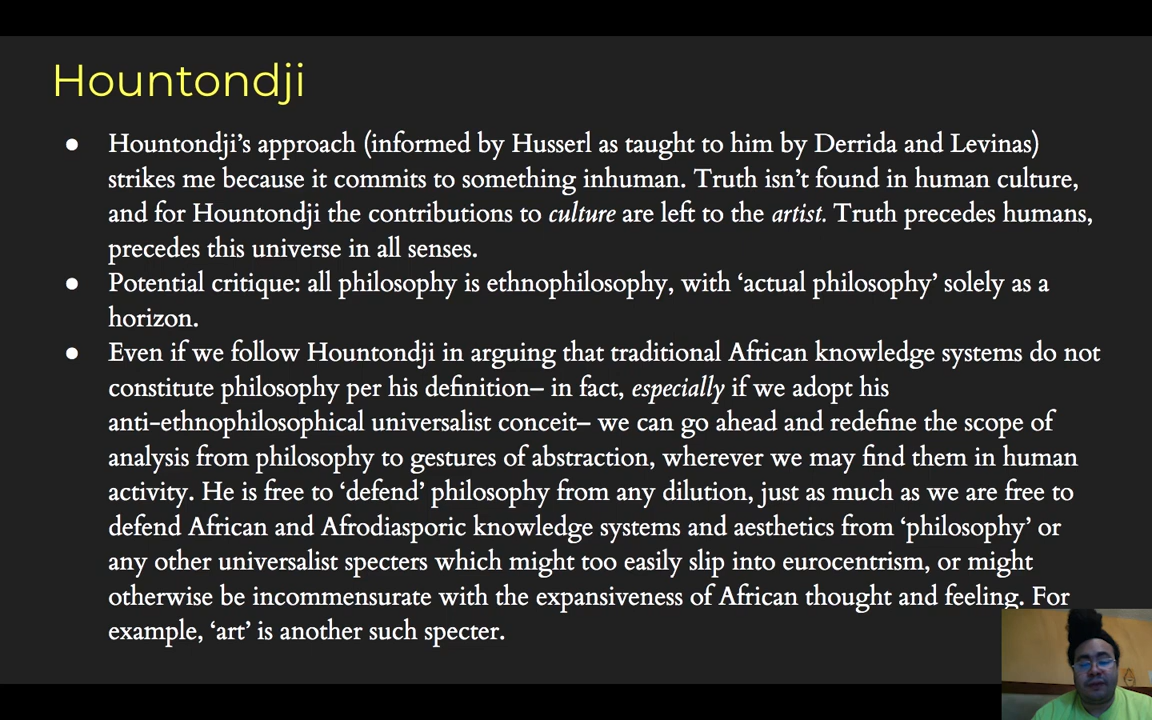 Hountondji
● Hountondji’s approach (informed by Husserl as taught to him by Derrida and Levinas)
strikes me because it commits to something inhuman. Truth isn’t found in human culture,
and for Hountondji the contributions to culture are left to the artist. Truth precedes humans,
precedes this universe in all senses.
● Potential critique: all philosophy is ethnophilosophy, with ‘actual philosophy’ solely as a
horizon.
● Even if we follow Hountondji in arguing that traditional African knowledge systems do not
constitute philosophy per his definition– in fact, especially if we adopt his
anti-ethnophilosophical universalist conceit– we can go ahead and redefine the scope of
analysis from philosophy to gestures of abstraction, wherever we may find them in human
activity. He is free to ‘defend’ philosophy from any dilution, just as much as we are free to
defend African and Afrodiasporic knowledge systems and aesthetics from ‘philosophy’ or
any other universalist specters which might too easily slip into eurocentrism, or might
otherwise be incommensurate with the expansiveness of African thought and feeling. For
example, ‘art’ is another such specter.